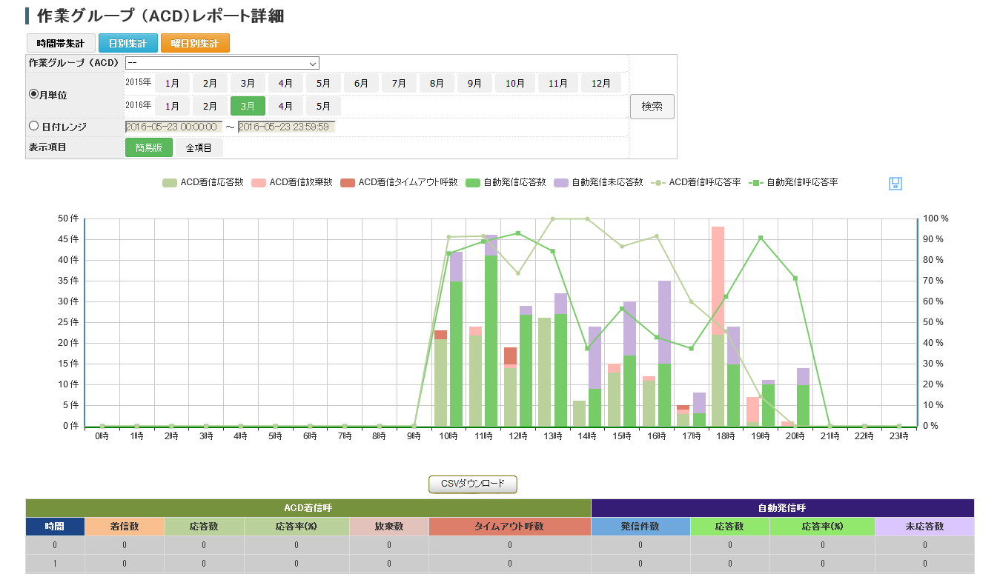 作業グループ（ACD）レポート詳細
時間帯集計 日別集計 曜日別集計
作業グループ（ACD） --
月単位
2015年 1月 2月 3月 4月 5月 6月 7月 8月 9月 10月 11月 12月
2016年 1月 2月 3月 4月 5月
検索
日付レンジ 2016-05-23 00:00:00 ～ 2016-05-23 23:59:59
表示項目 簡易版 全項目
ACD着信応答数 ACD着信放棄数 ACD着信タイムアウト呼数 自動発信応答数 自動発信未応答数 ACD着信呼応答率 自動発信呼応答率
50 件 100 %
45 件 90 %
40 件 80 %
35 件 70 %
30 件 60 %
25 件 50 %
20 件 40 %
15 件 30 %
10 件 20 %
5 件 10 %
0 件 0 %
0時 1時 2時 3時 4時 5時 6時 7時 8時 9時 10時 11時 12時 13時 14時 15時 16時 17時 18時 19時 20時 21時 22時 23時
CSVダウンロード
ACD着信呼 自動発信呼
時間 着信数 応答数 応答率(%) 放棄数 タイムアウト呼数 発信件数 応答数 応答率(%) 未応答数
0 0 0 0 0 0 0 0 0 0
1 0 0 0 0 0 0 0 0 0